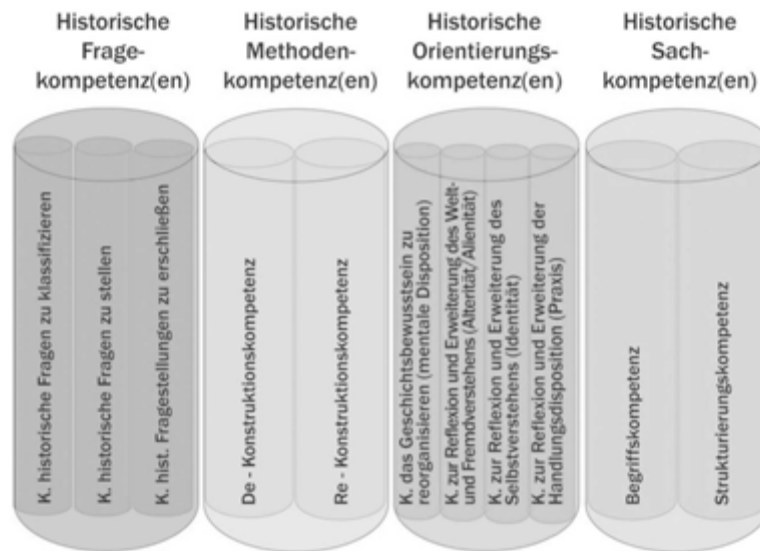 Historische
Frage-
kompetenz(en)
Historische
Methoden-
kompetenz(en)
Historische
Orientierungs-
kompetenz(en)
Historische
Sach-
kompetenz(en)
K. historische Fragen zu klassifizieren
K. historische Fragen zu stellen
K. hist. Fragestellungen zu erschließen
De - Konstruktionskompetenz
Re - Konstruktionskompetenz
K. das Geschichtsbewusstsein zu
reorganisieren (mentale Disposition)
K. zur Reflexion und Erweiterung des Welt-
und Fremdverstehens (Alterität/Alienität)
K. zur Reflexion und Erweiterung des
Selbstverstehens (Identität)
K. zur Reflexion und Erweiterung der
Handlungsdisposition (Praxis)
Begriffskompetenz
Strukturierungskompetenz